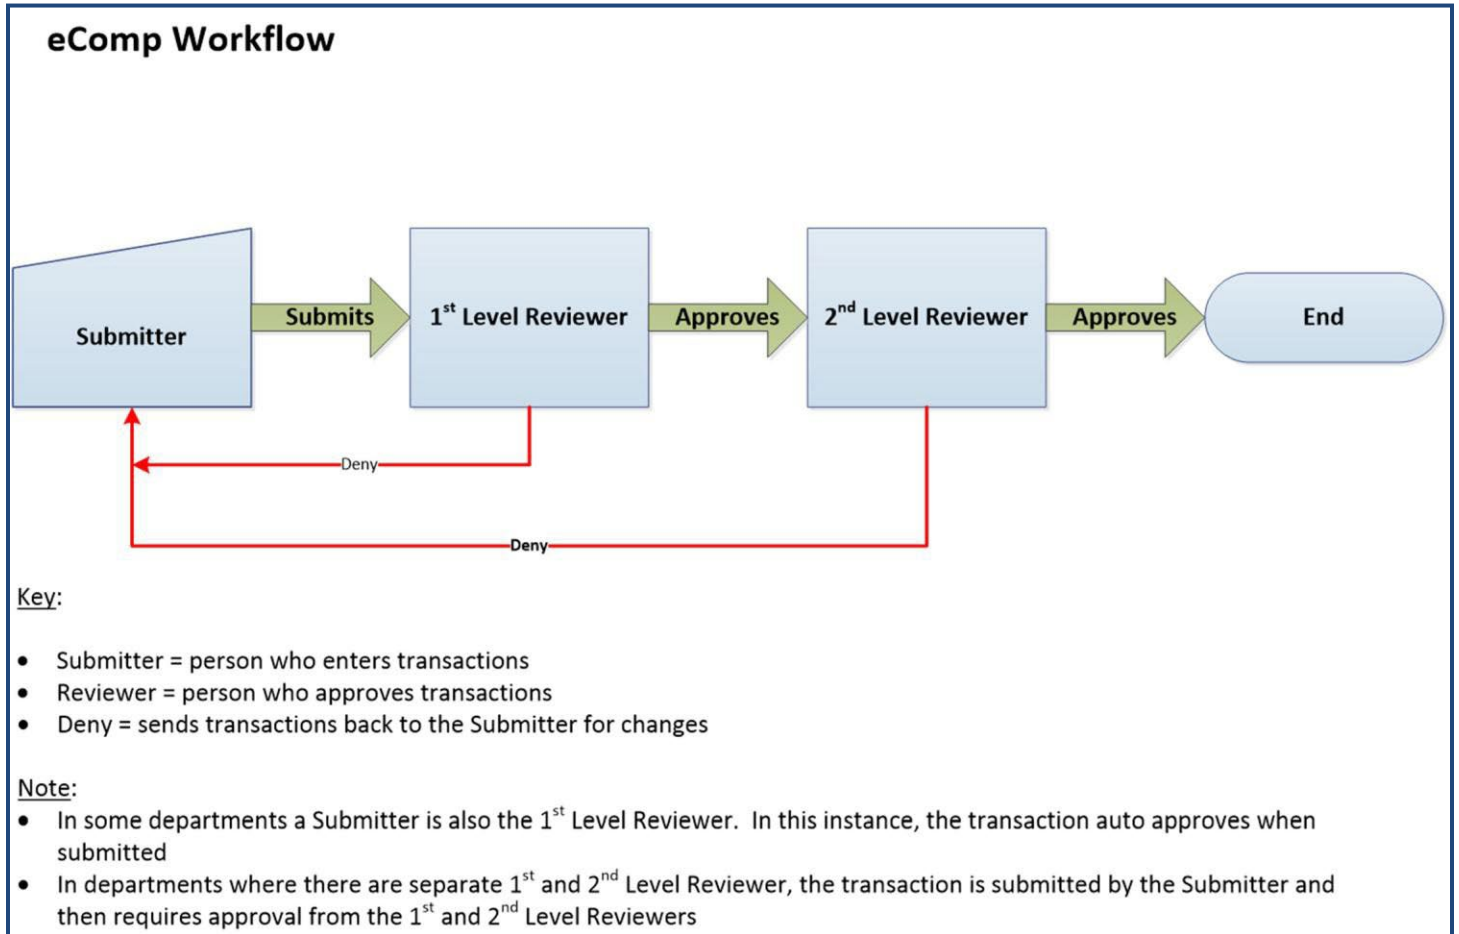 eComp Workflow
Submitter
Submits
1st Level Reviewer
Approves
2nd Level Reviewer
Approves
End
Deny
Deny
Key:
• Submitter = person who enters transactions
• Reviewer = person who approves transactions
• Deny = sends transactions back to the Submitter for changes
Note:
• In some departments a Submitter is also the 1st Level Reviewer. In this instance, the transaction auto approves when
submitted
• In departments where there are separate 1st and 2nd Level Reviewer, the transaction is submitted by the Submitter and
then requires approval from the 1st and 2nd Level Reviewers